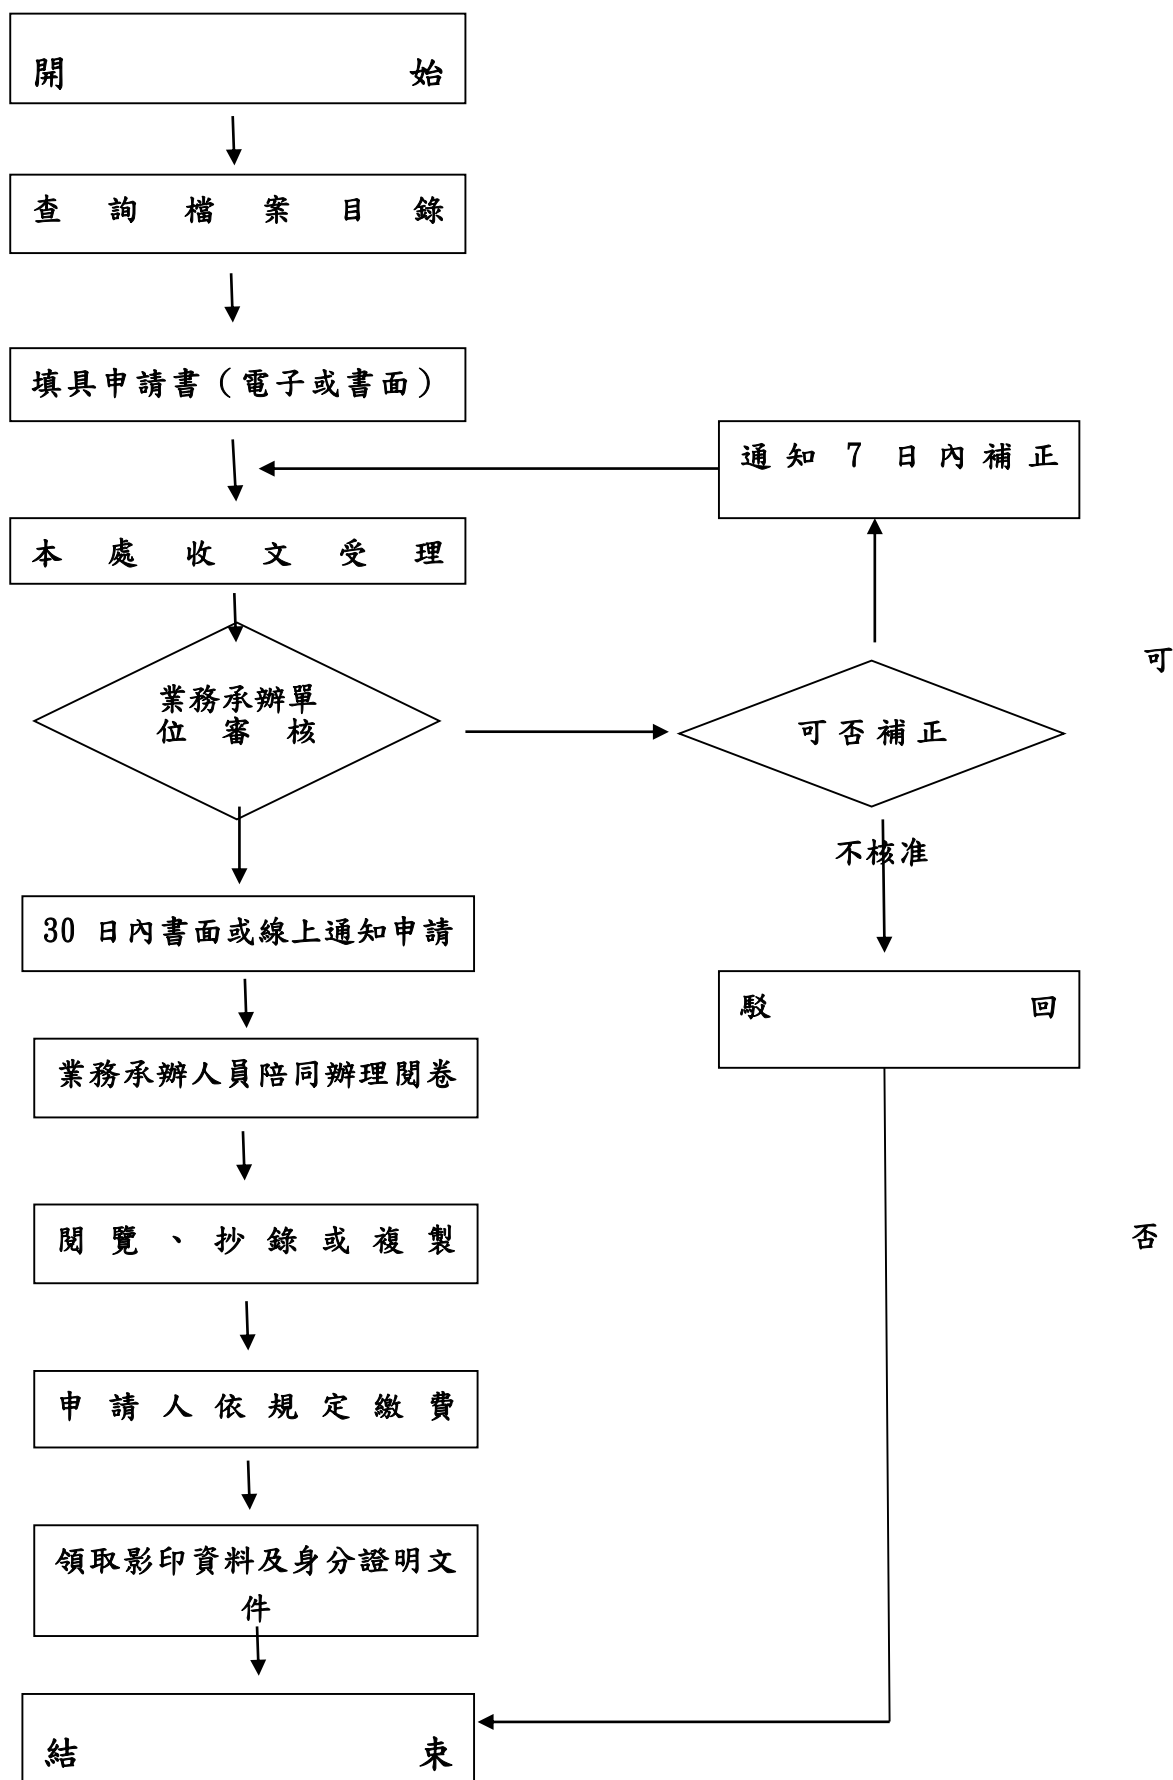 開始
查詢檔案目錄
填具申請書（電子或書面）
通知7日內補正
本處收文受理
可
業務承辦單
位審核
可否補正
不核准
30 日內書面或線上通知申請
駁回
業務承辦人員陪同辦理閱卷
閱覽、抄錄或複製
否
申請人依規定繳費
領取影印資料及身分證明文
件
結束